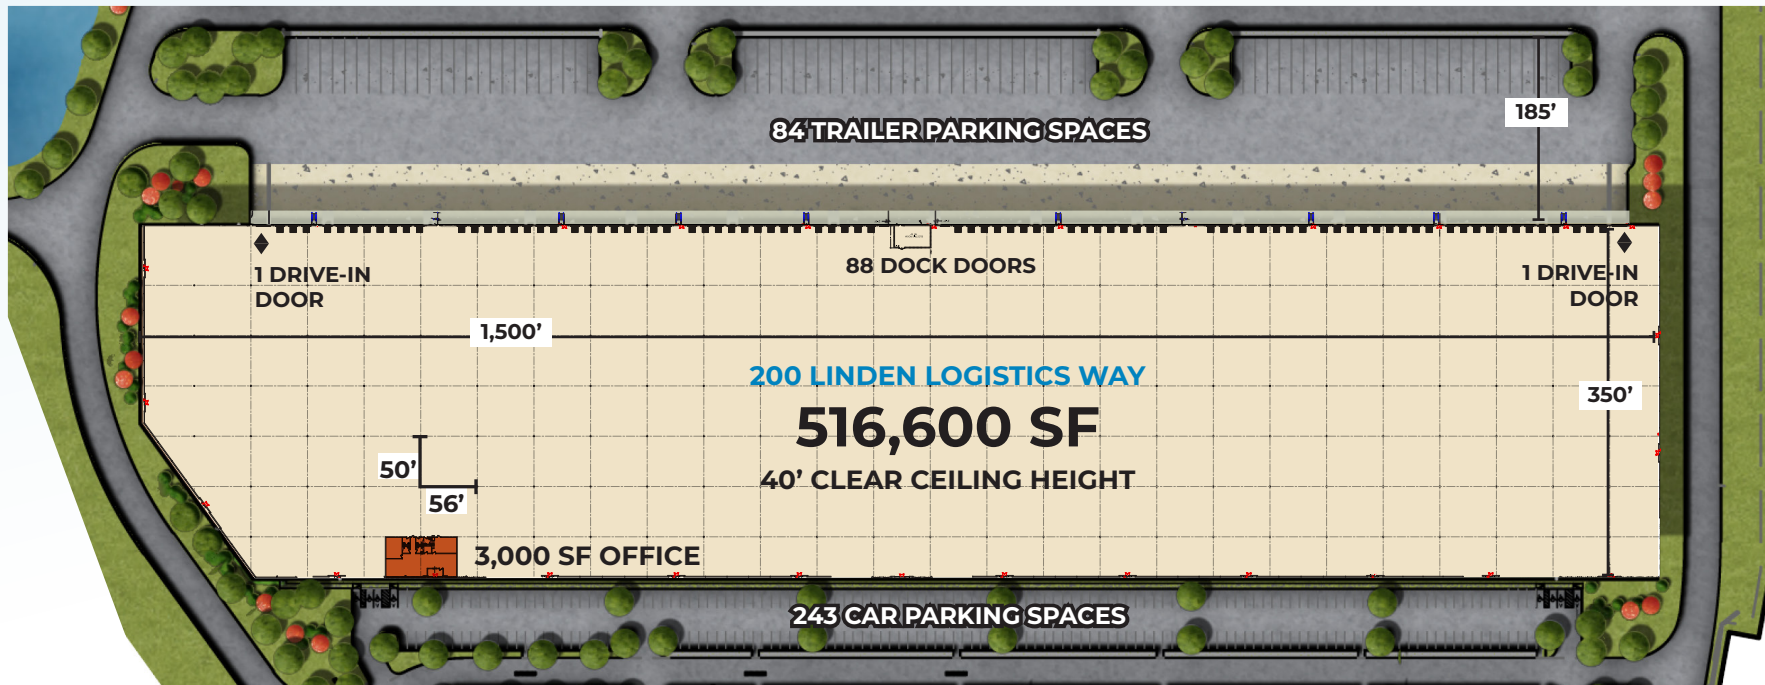 185’
84 TRAILER PARKING SPACES
1 DRIVE-IN
DOOR
88 DOCK DOORS
1 DRIVE-IN
DOOR
1,500’
200 LINDEN LOGISTICS WAY
516,600 SF
40’ CLEAR CEILING HEIGHT
350’
50’
56’
3,000 SF OFFICE
243 CAR PARKING SPACES